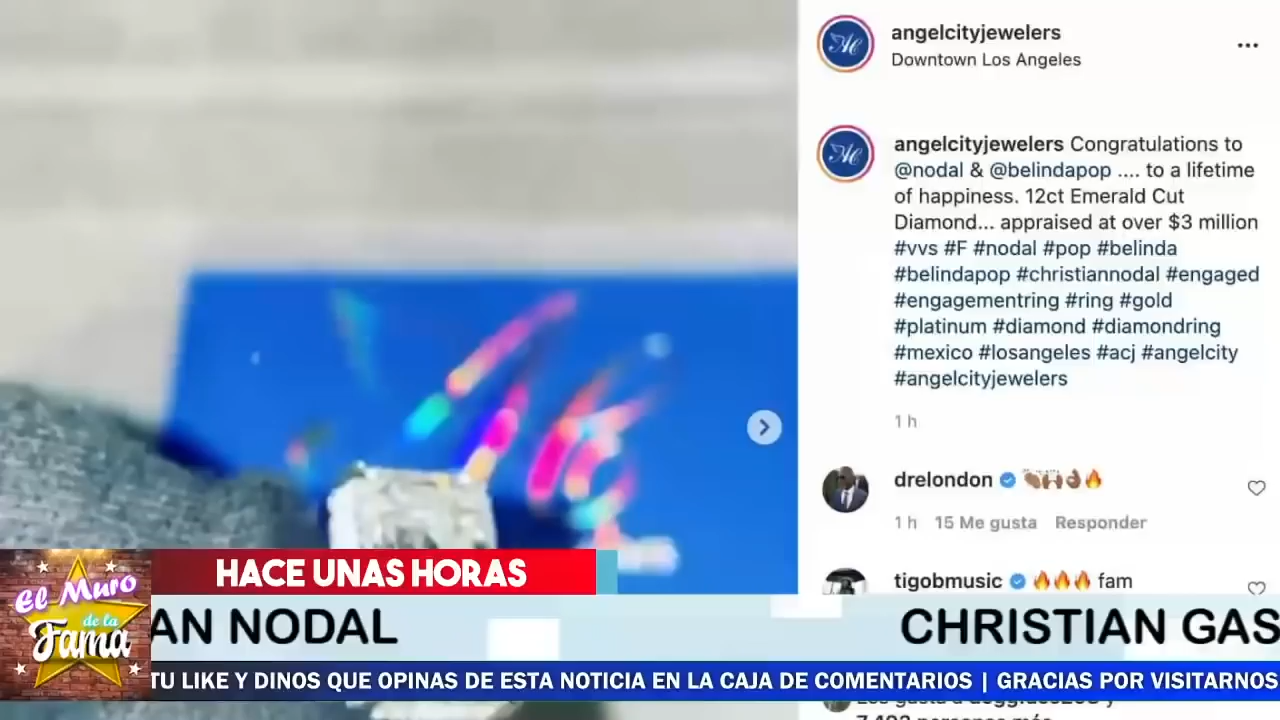 angelcityjewelers
Downtown Los Angeles
angelcityjewelers Congratulations to
@nodal & @belindapop .... to a lifetime
of happiness. 12ct Emerald Cut
Diamond... appraised at over $3 million
#vvs #F #nodal #pop #belinda
#belindapop #christiannodal #engaged
#engagementring #ring #gold
#platinum #diamond #diamondring
#mexico #losangeles #acj #angelcity
#angelcityjewelers
1 h
drelondon
1 h 15 Me gusta Responder
tigobmusic fam
HACE UNAS HORAS
El Muro
de la
Fama
AN NODAL CHRISTIAN GAS
TU LIKE Y DINOS QUE OPINAS DE ESTA NOTICIA EN LA CAJA DE COMENTARIOS | GRACIAS POR VISITARNOS